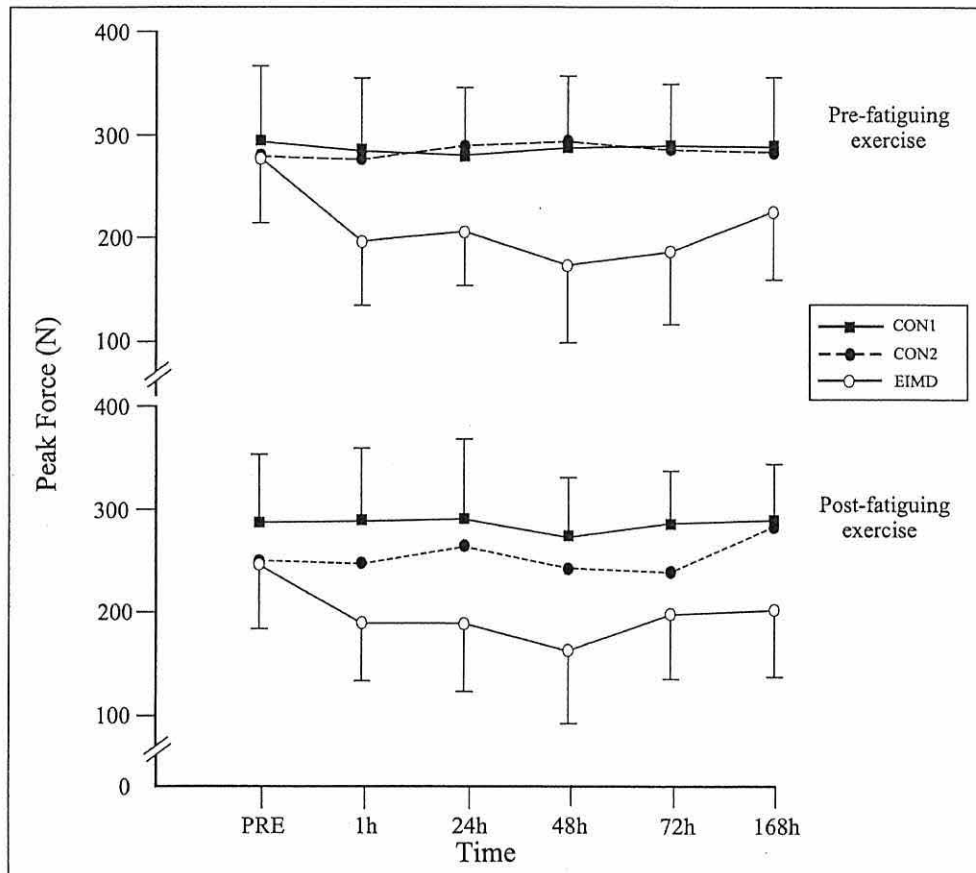 400
300
200
100
Pre-fatiguing
exercise
CON1
CON2
EIMD
Peak Force (N)
400
300
200
100
0
Post-fatiguing
exercise
PRE 1h 24h 48h 72h 168h
Time